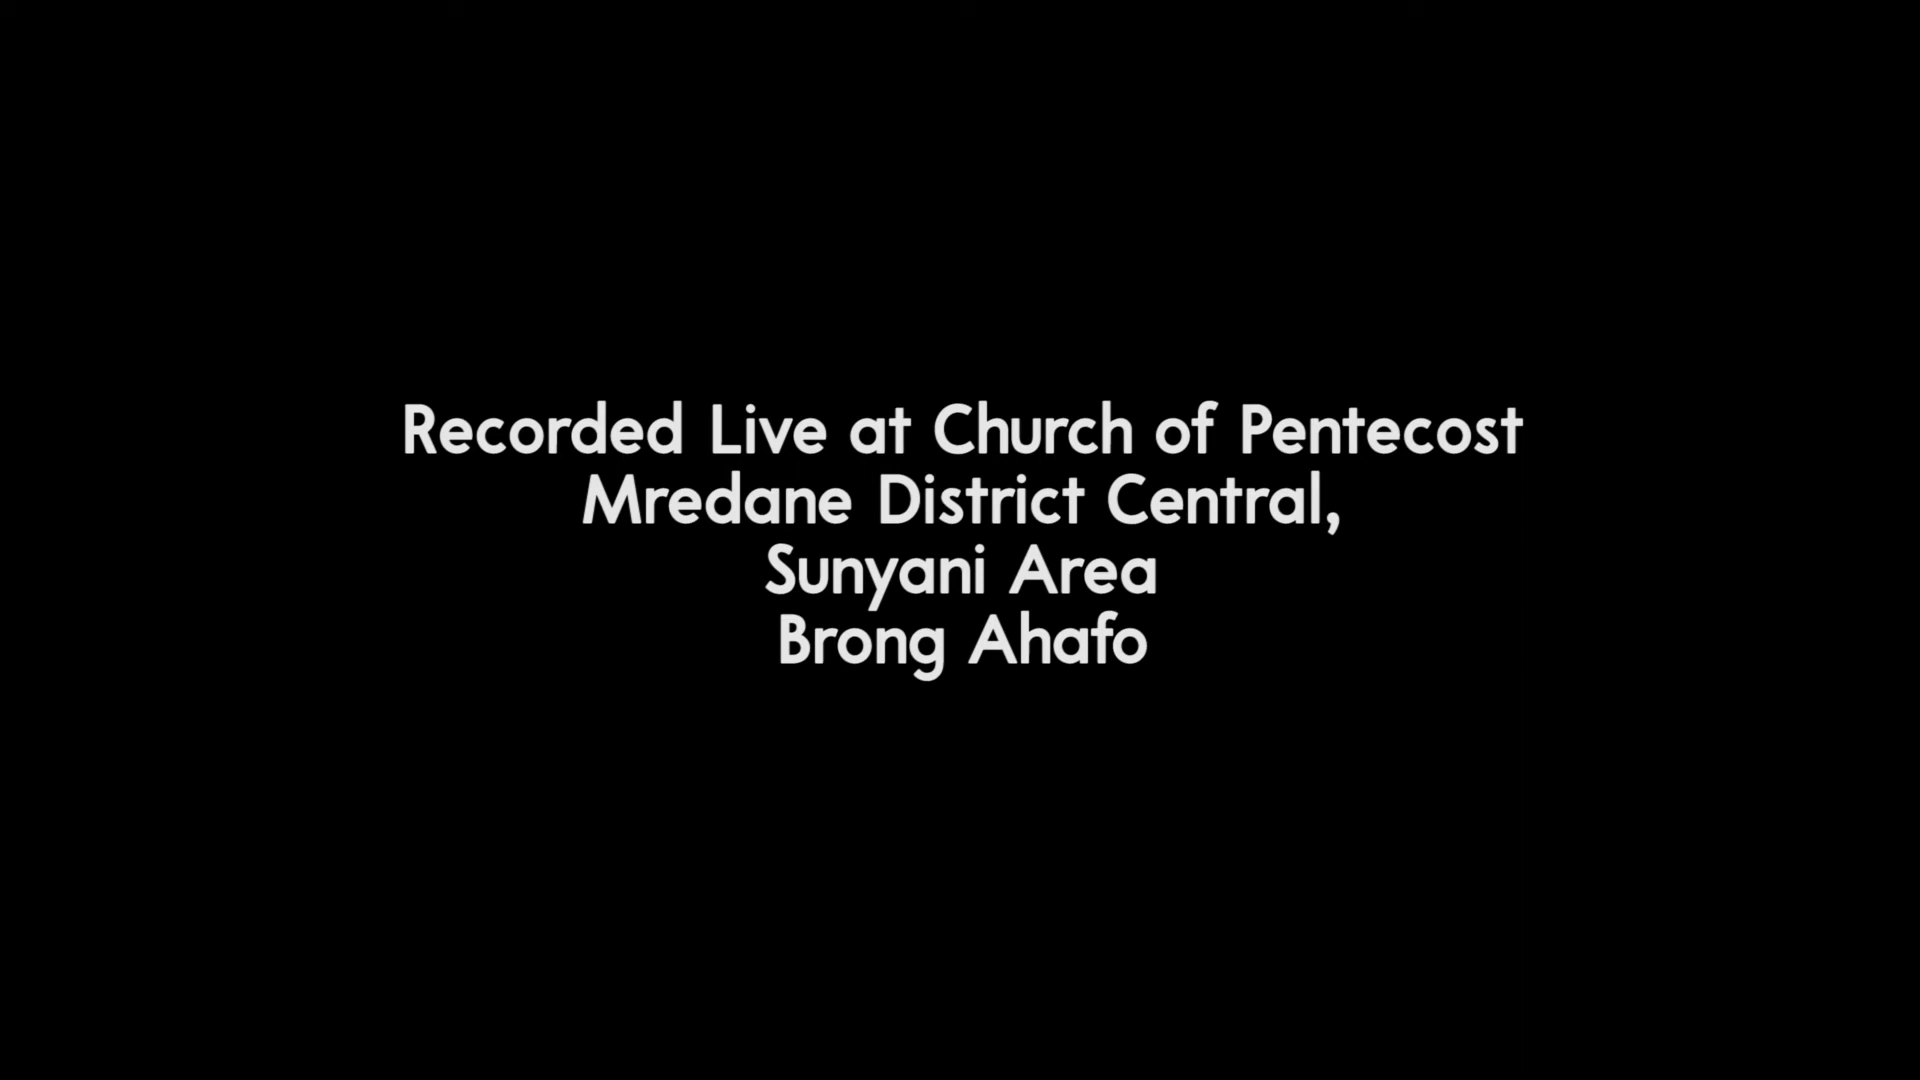 Recorded Live at Church of Pentecost
Mredane District Central,
Sunyani Area
Brong Ahafo